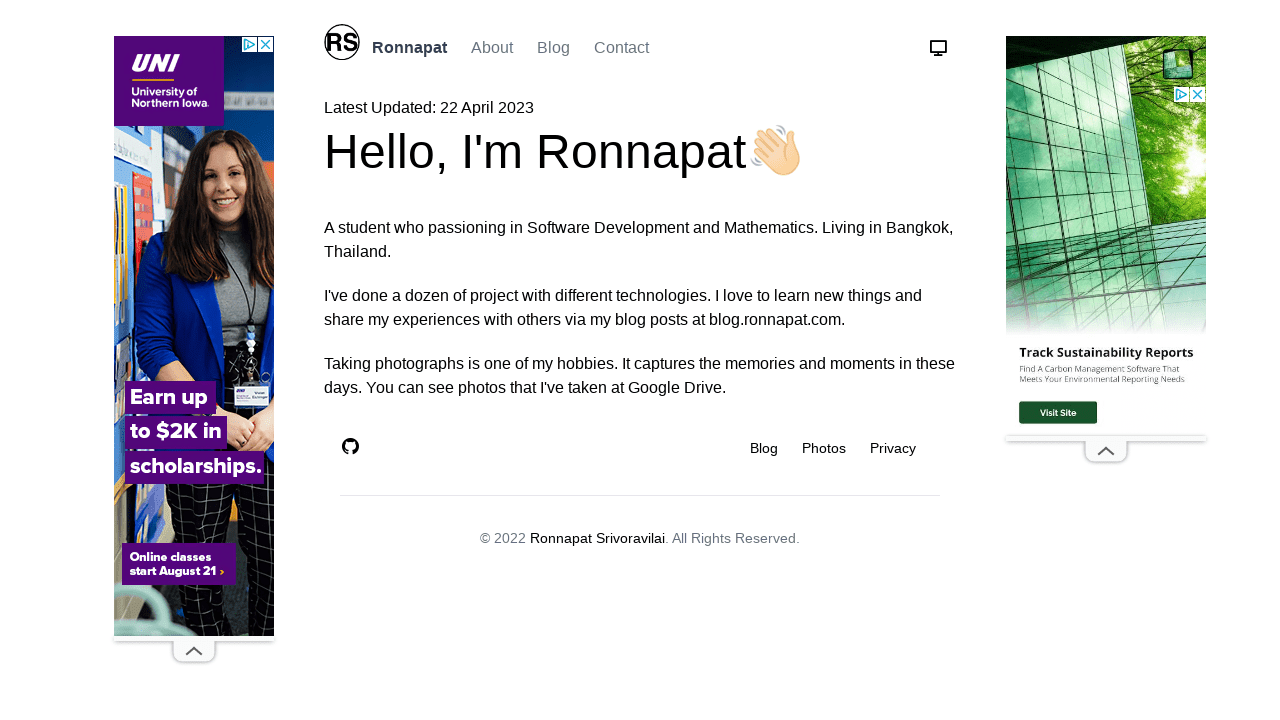 RS
Ronnapat
About
Blog
Contact
Latest Updated: 22 April 2023
Hello, I'm Ronnapat👋🏻
A student who passioning in Software Development and Mathematics. Living in Bangkok,
Thailand.
I've done a dozen of project with different technologies. I love to learn new things and
share my experiences with others via my blog posts at blog.ronnapat.com.
Taking photographs is one of my hobbies. It captures the memories and moments in these
days. You can see photos that I've taken at Google Drive.
Blog
Photos
Privacy
© 2022 Ronnapat Srivoravilai. All Rights Reserved.
UNI
University of
Northern Iowa.
Earn up
to $2K in
scholarships.
Online classes
start August 21 ›
Track Sustainability Reports
Find A Carbon Management Software That
Meets Your Environmental Reporting Needs
Visit Site